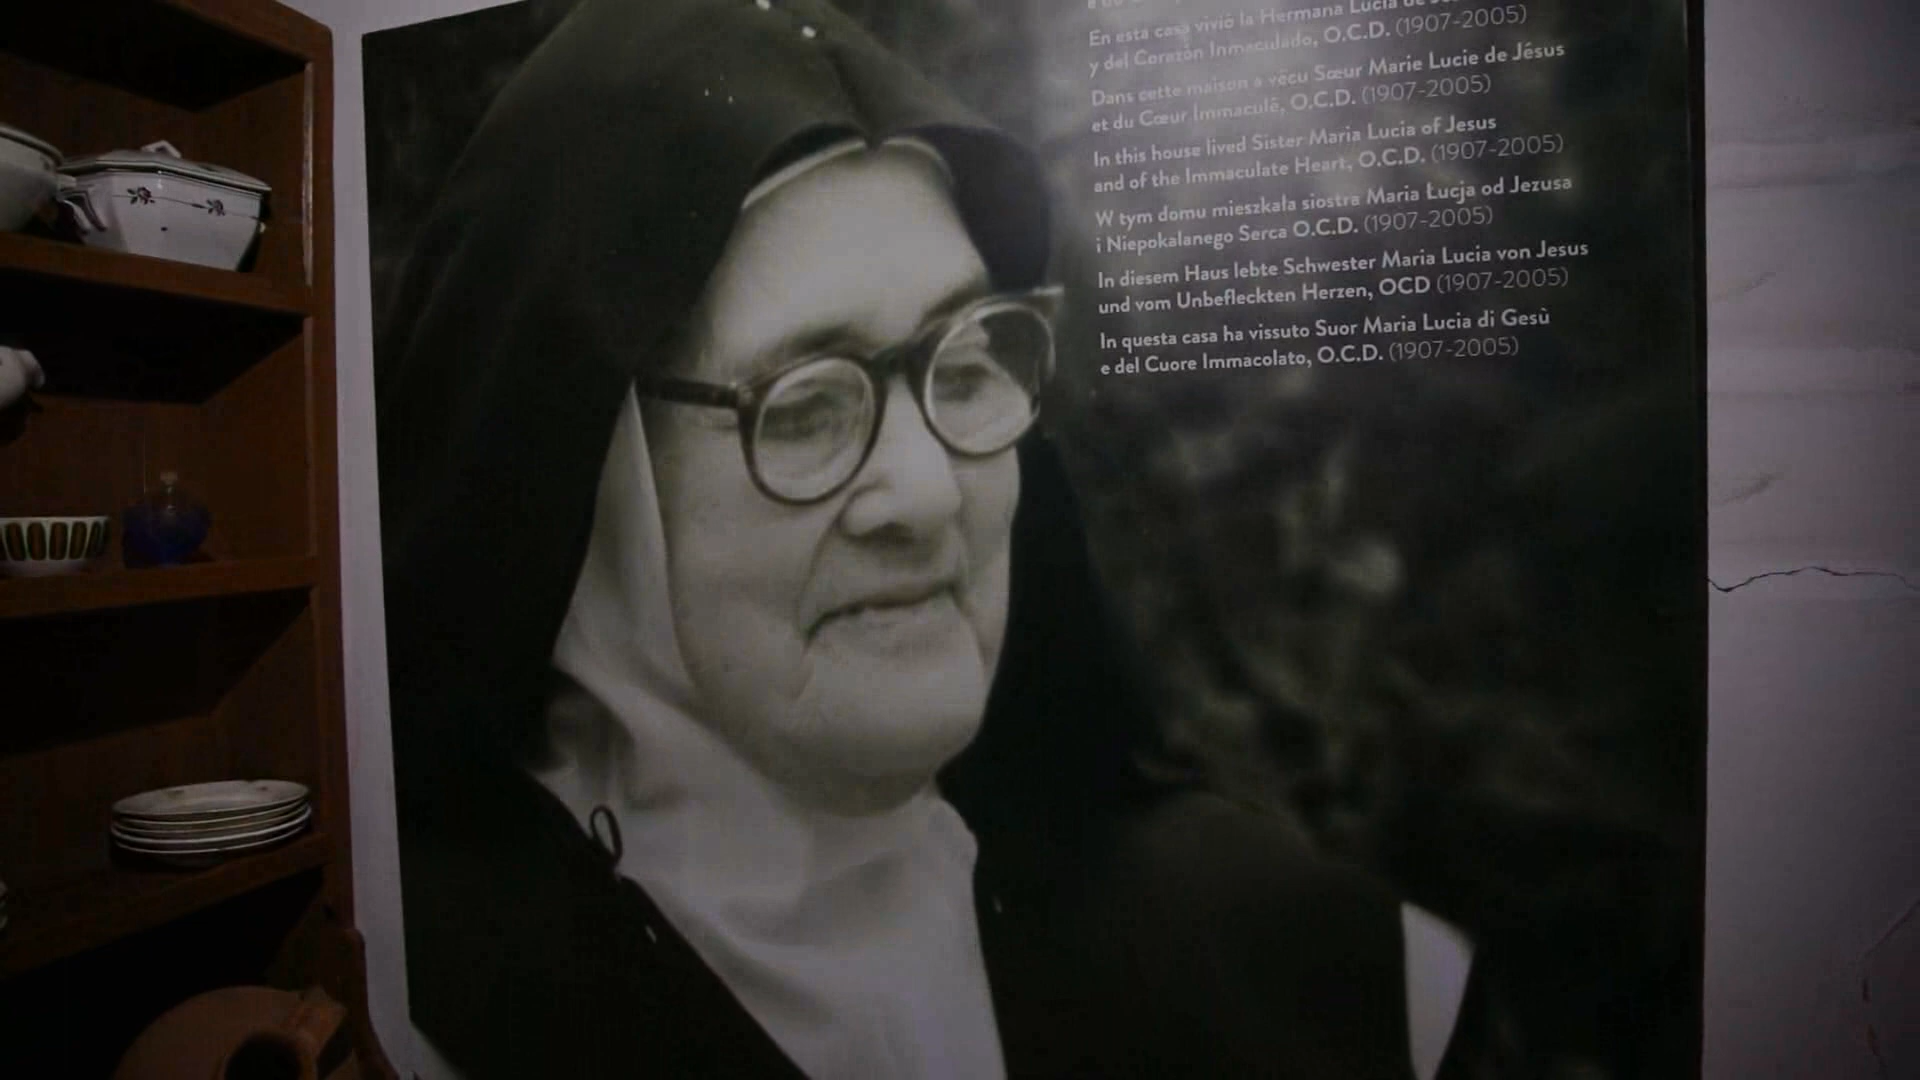 En esta casa vivió la Hermana Lucia de
y del Corazón Inmaculado, O.C.D. (1907-2005)
Dans cette maison a vécu Sœur Marie Lucie de Jésus
et du Cœur Immaculé, O.C.D. (1907-2005)
In this house lived Sister Maria Lucia of Jesus
and of the Immaculate Heart, O.C.D. (1907-2005)
W tym domu mieszkała siostra Maria Łucja od Jezusa
i Niepokalanego Serca O.C.D. (1907-2005)
In diesem Haus lebte Schwester Maria Lucia von Jesus
und vom Unbefleckten Herzen, OCD (1907-2005)
In questa casa ha vissuto Suor Maria Lucia di Gesù
e del Cuore Immacolato, O.C.D. (1907-2005)